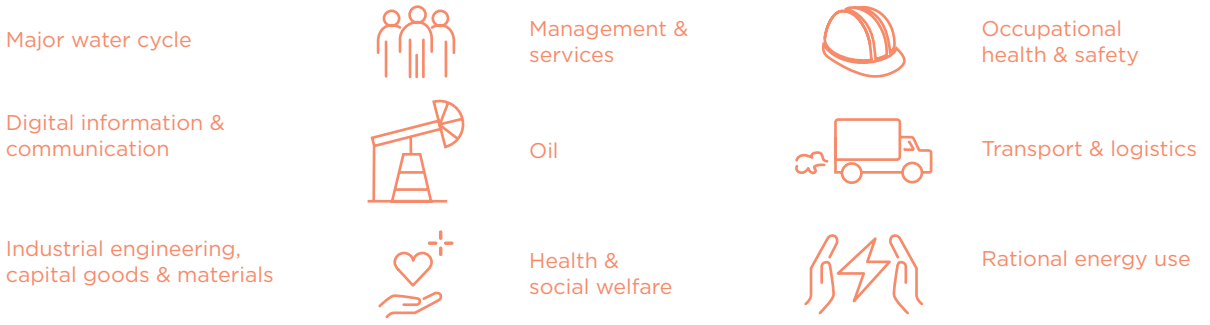 Major water cycle
Management &
services
Occupational
health & safety
Digital information &
communication
Oil
Transport & logistics
Industrial engineering,
capital goods & materials
Health &
social welfare
Rational energy use